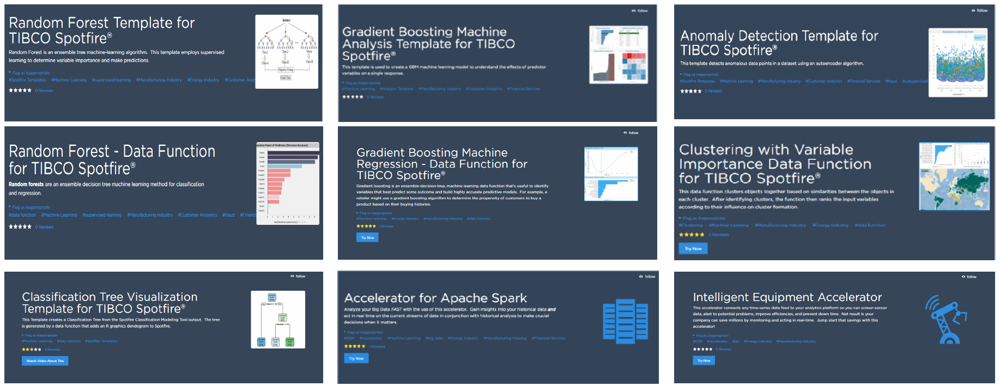 Random Forest Template for
TIBCO Spotfire®
Random Forest is an ensemble tree machine-learning algorithm. This template employs supervised
learning to determine variable importance and make predictions.
Flag as Inappropriate
#Spotfire Templates #Machine Learning #supervised learning #Manufacturing Industry #Energy Industry #Customer Anal
0 Reviews
Instance
Tree-1 Tree-2 Tree-n
Class-A Class-B Class-B
Majority-Voting
Final-Class
follow
Gradient Boosting Machine
Analysis Template for TIBCO
Spotfire®
This template is used to create a GBM machine learning model to understand the effects of predictor
variables on a single response.
Flag as Inappropriate
#Machine Learning #Analysis Template #Manufacturing Industry #Customer Analytics #Financial Services
0 Reviews
follow
Anomaly Detection Template for
TIBCO Spotfire®
This template detects anomalous data points in a dataset using an autoencoder algorithm.
Flag as Inappropriate
#Spotfire Templates #Machine Learning #Manufacturing Industry #Customer Analytics #Financial Services #fraud #unsupervised
0 Reviews
Random Forest - Data Function
for TIBCO Spotfire®
Random forests are an ensemble decision tree machine learning method for classification
and regression.
Flag as Inappropriate
#data function #Machine Learning #supervised learning #Manufacturing Industry #Customer Analytics #fraud #Financ
0 Reviews
anatory Power of Predictors (Decrease Accuracy)
follow
Gradient Boosting Machine
Regression - Data Function for
TIBCO Spotfire®
Gradient boosting is an ensemble-decision-tree, machine learning data function that's useful to identify
variables that best predict some outcome and build highly accurate predictive models. For example, a
retailer might use a gradient boosting algorithm to determine the propensity of customers to buy a
product based on their buying histories.
Flag as Inappropriate
#Machine Learning #Energy Industry #Manufacturing Industry #data function
1 Reviews
Try Now
Clustering with Variable
Importance Data Function
for TIBCO Spotfire®
This data function clusters objects together based on similarities between the objects in
each cluster. After identifying clusters, the function then ranks the input variables
according to their influence on cluster formation.
Flag as Inappropriate
#Clustering #Machine Learning #Manufacturing Industry #Energy Industry #data function
2 Reviews
Try Now
follow
Classification Tree Visualization
Template for TIBCO Spotfire®
This Template creates a Classification Tree from the Spotfire Classification Modeling Tool output. The tree
is generated by a data function that adds an R graphics dendogram to Spotfire.
Flag as Inappropriate
#Machine Learning #data function #Spotfire Templates
2 Reviews
Watch Video About This
follow
Accelerator for Apache Spark
Analyze your Big Data FAST with the use of this accelerator. Gain insights into your historical data and
act in real time on the current streams of data in conjunction with historical analysis to make crucial
decisions when it matters.
Flag as Inappropriate
#CSM #Accelerator #Machine Learning #big data #Energy Industry #Manufacturing Industry #Financial Services
1 Reviews
Try Now
follow
Intelligent Equipment Accelerator
This accelerator connects any time-series data feed to your analytics platform so you can screen sensor
data, alert to potential problems, improve efficiencies, and prevent down time. Net result is your
company can save millions by monitoring and acting in real-time. Jump start that savings with this
accelerator!
Flag as Inappropriate
#CSM #Accelerator #Energy Industry #Manufacturing Industry
0 Reviews
Try Now